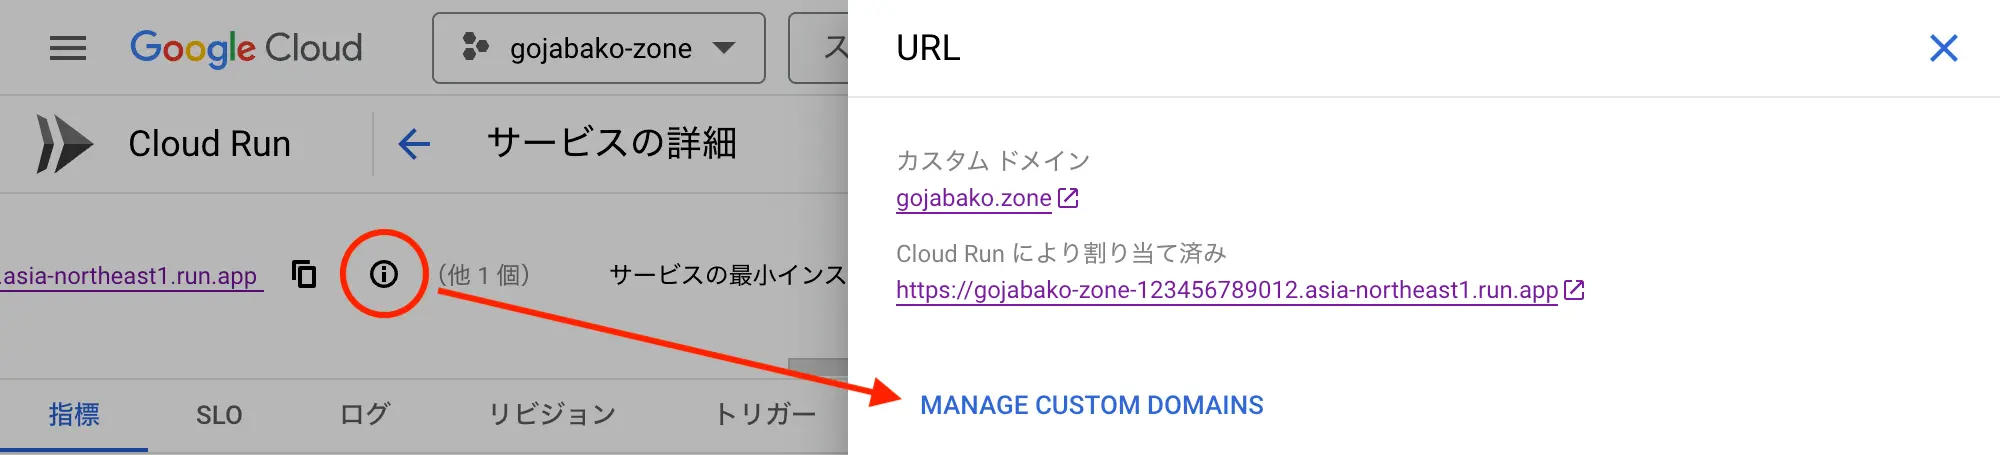 Google Cloud
gojabako-zone
ス
Cloud Run
サービスの詳細
.asia-northeast1.run.app
(他 1 個)
サービスの最小インス
指標
SLO
ログ
リビジョン
トリガー
URL
カスタム ドメイン
gojabako.zone
Cloud Run により割り当て済み
https://gojabako-zone-123456789012.asia-northeast1.run.app
MANAGE CUSTOM DOMAINS